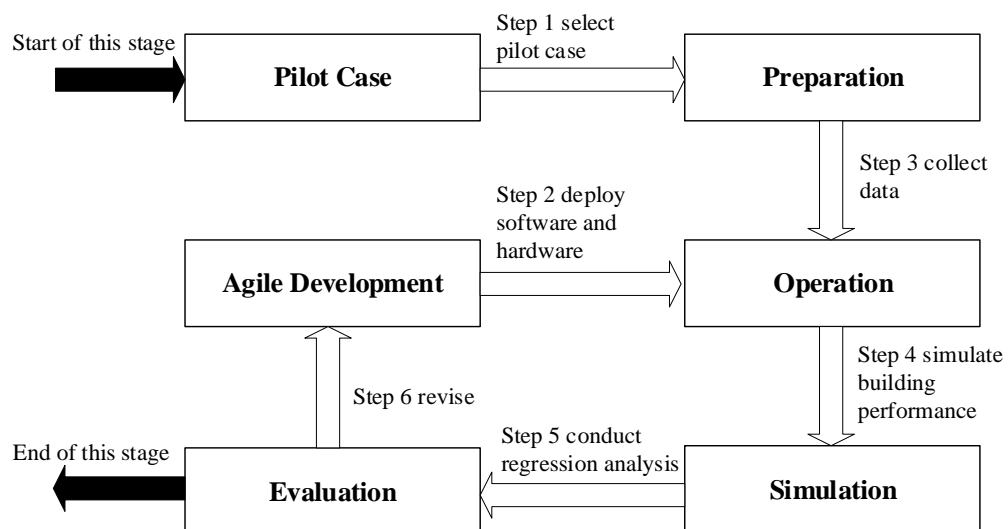 Start of this stage
Pilot Case
Step 1 select
pilot case
Preparation
Step 3 collect
data
Agile Development
Step 2 deploy
software and
hardware
Operation
Step 4 simulate
building
performance
Step 6 revise
End of this stage
Evaluation
Step 5 conduct
regression analysis
Simulation